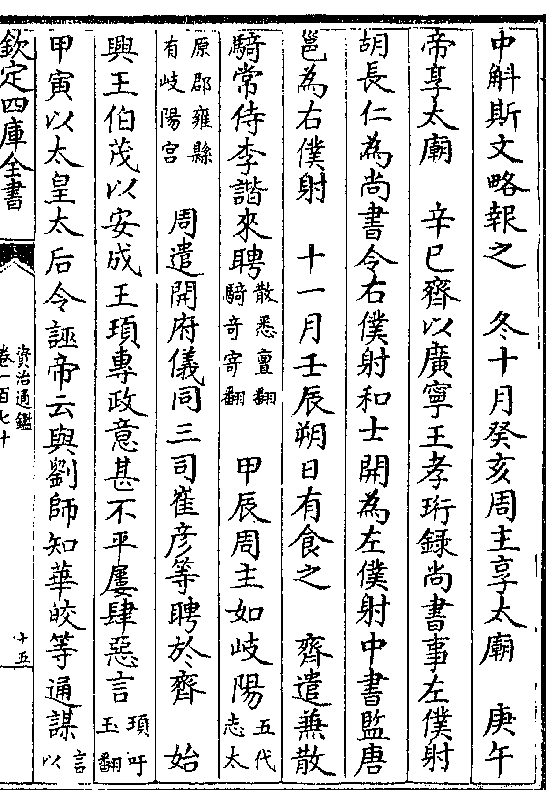 中斛斯文略報之　冬十月癸亥周主享太廟　庚午
帝享太廟　辛巳齊以廣寧王孝珩録尚書事左僕射
胡長仁為尚書令右僕射和士開為左僕射中書監唐
邕為右僕射　十一月壬辰朔日有食之　齊遣兼散
騎常侍李諧來聘散悉亶翻騎奇寄翻　甲辰周主如岐陽五代志太
原郡雍縣有岐陽宫　周遣開府儀同三司崔彦等聘於齊　始
興王伯茂以安成王頊專政意甚不平屢肆惡言頊吁玉翻
甲寅以太皇太后令誣帝云與劉師知華皎等通謀言以
欽定四庫全書
資治通鑑
卷一百七十
十五